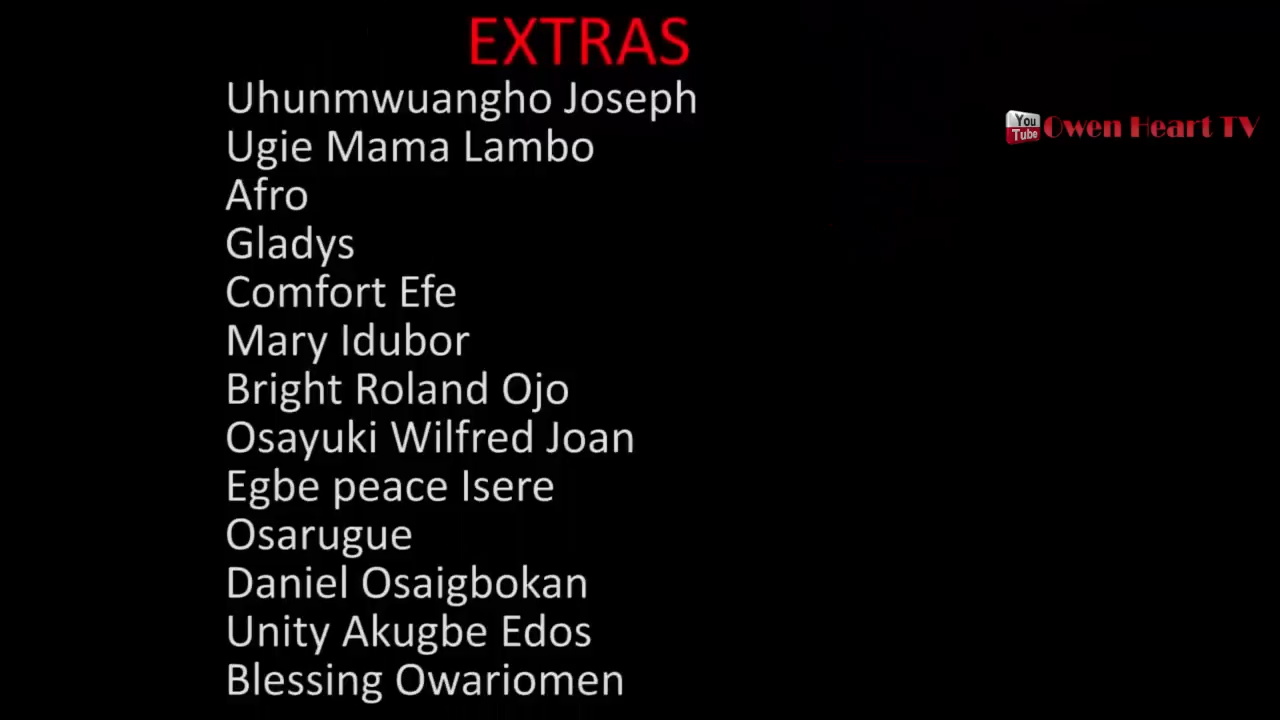 EXTRAS
Uhunmwuangho Joseph
Ugie Mama Lambo
Afro
Gladys
Comfort Efe
Mary Idubor
Bright Roland Ojo
Osayuki Wilfred Joan
Egbe peace Isere
Osarugue
Daniel Osaigbokan
Unity Akugbe Edos
Blessing Owariomen
You
Tube
Owen Heart TV